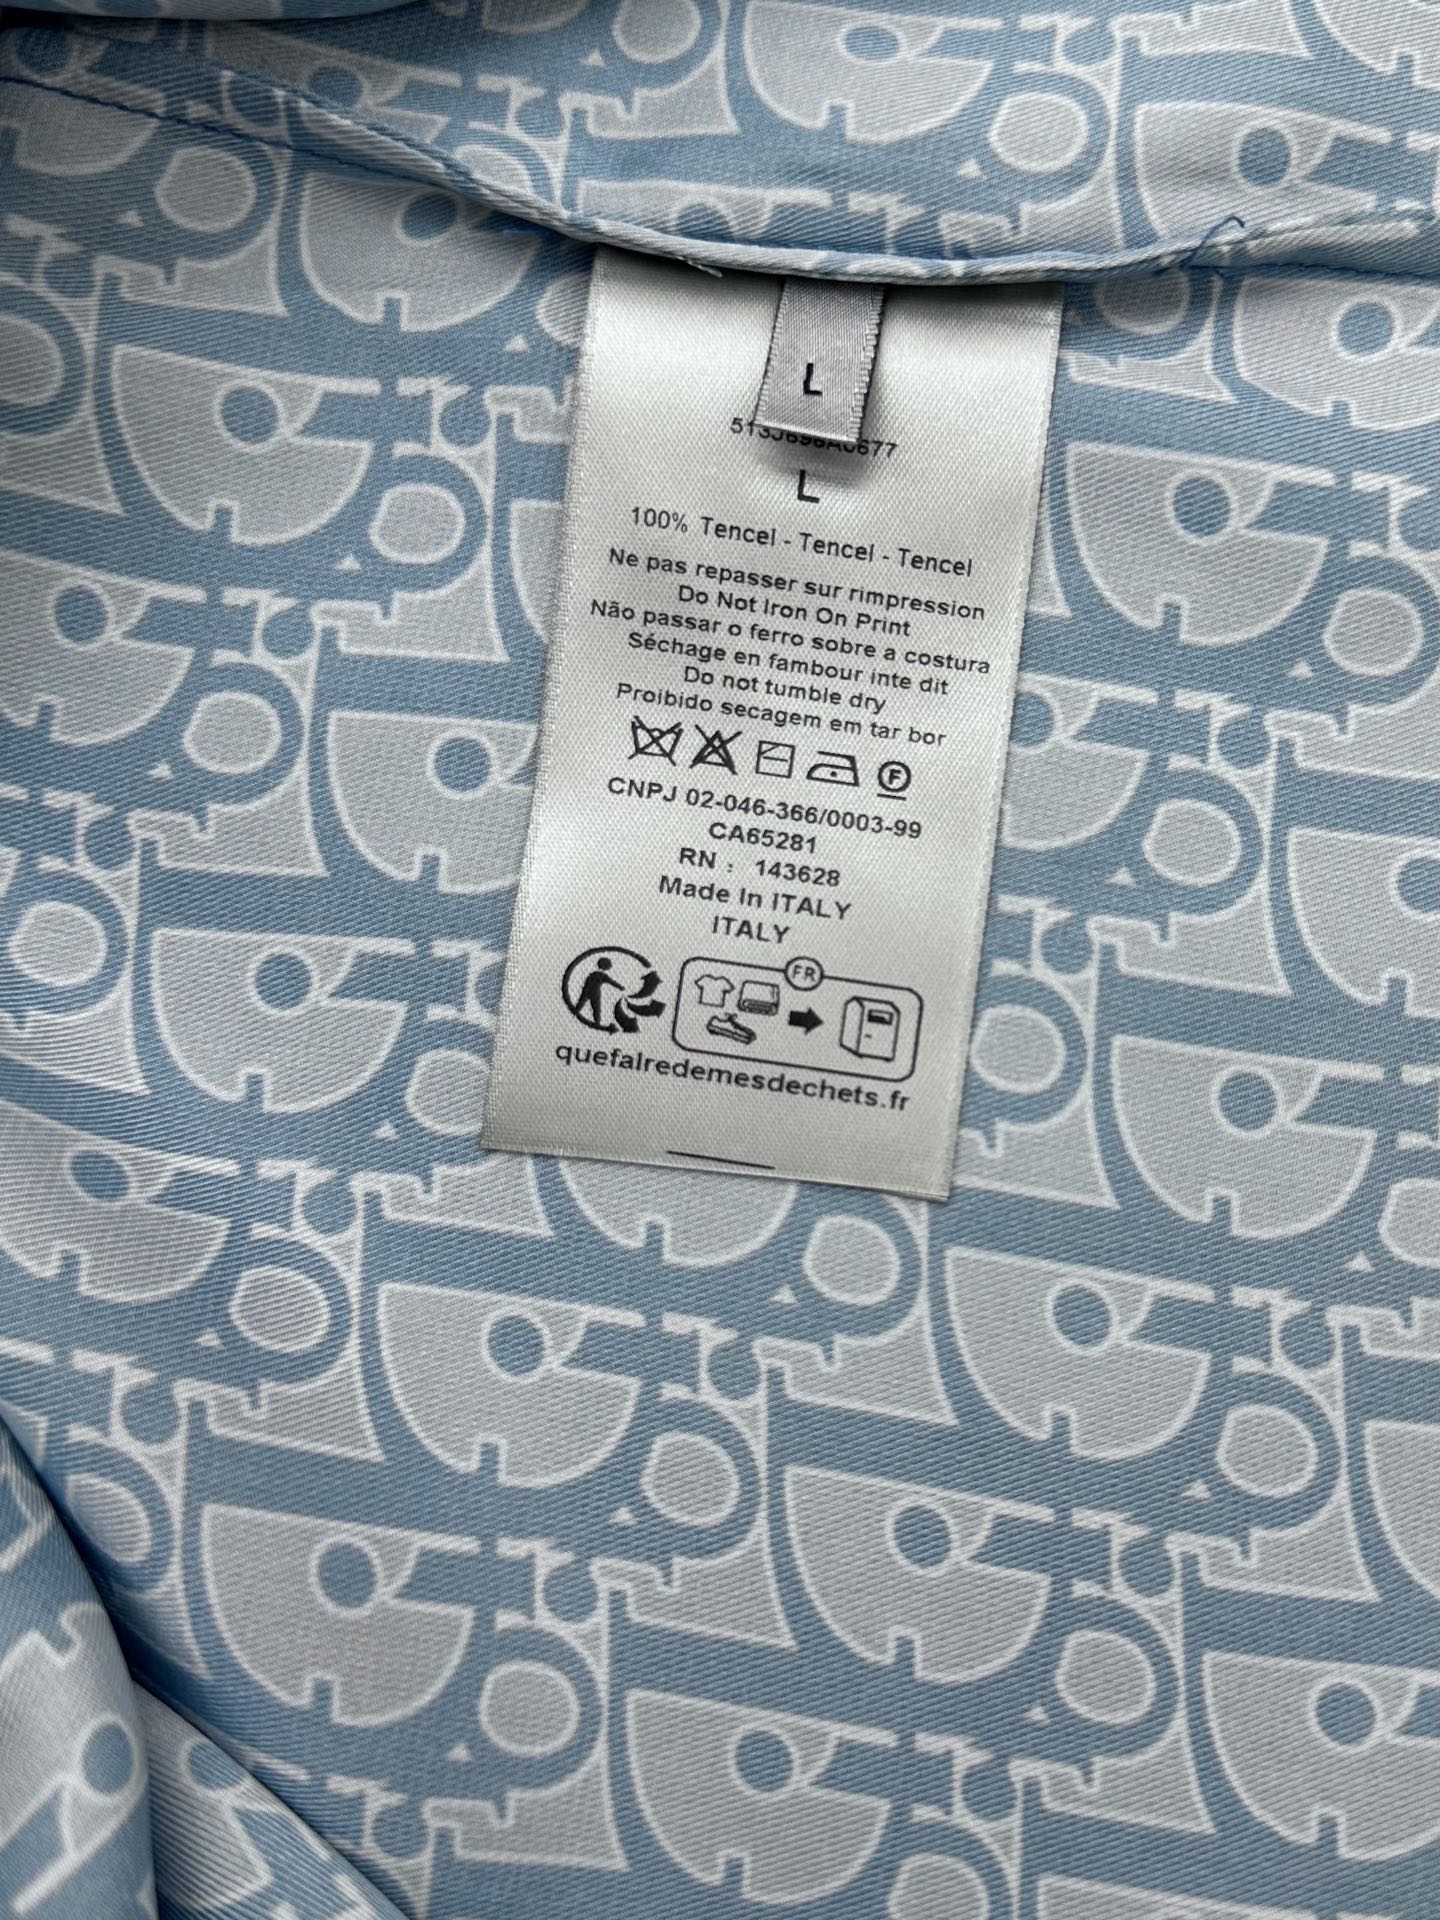 L
L
100% Tencel - Tencel - Tencel
Ne pas repasser sur rimpression
Do Not Iron On Print
Não passar o ferro sobre a costura
Séchage en fambour inte dit
Do not tumble dry
Proibido secagem em tar bor
F
CNPJ 02-046-366/0003-99
CA65281
RN : 143628
Made In ITALY
ITALY
FR
quefalredemesdechets.fr